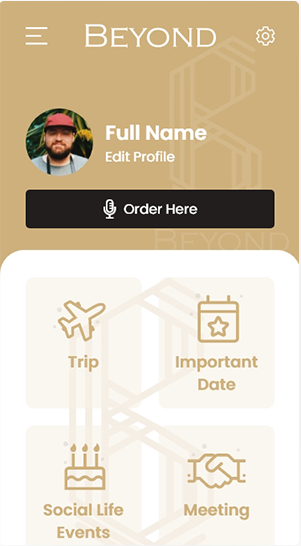 BEYOND
Full Name
Edit Profile
Order Here
BEYOND
Trip
Important
Date
Social Life
Events
Meeting